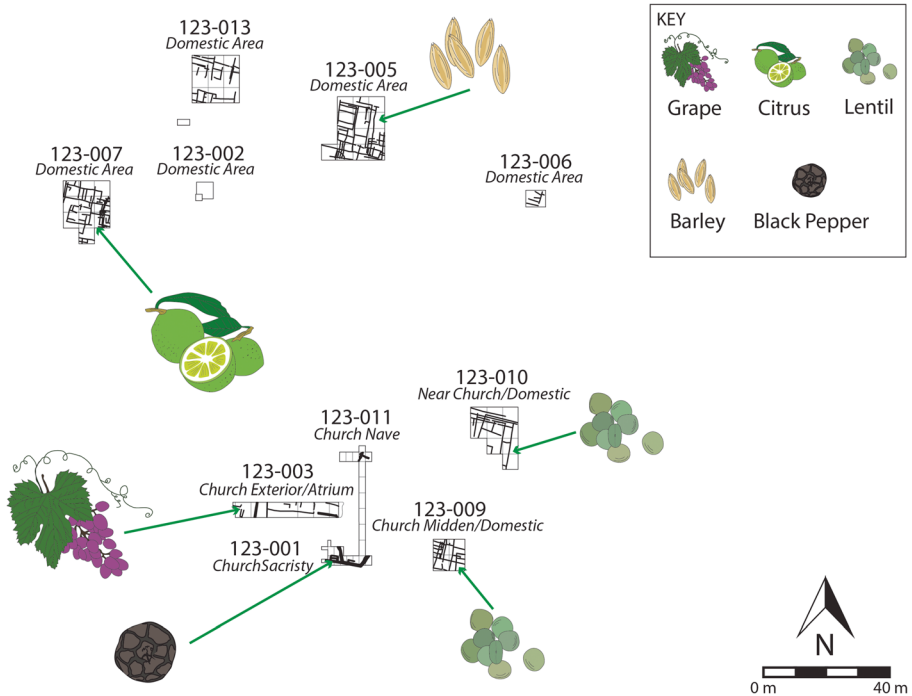 123-013
Domestic Area
123-005
Domestic Area
123-007
Domestic Area
123-002
Domestic Area
123-006
Domestic Area
KEY
Grape
Citrus
Lentil
Barley
Black Pepper
123-010
Near Church/Domestic
123-011
Church Nave
123-003
Church Exterior/Atrium
123-009
Church Midden/Domestic
123-001
ChurchSacristy
N
0 m
40 m